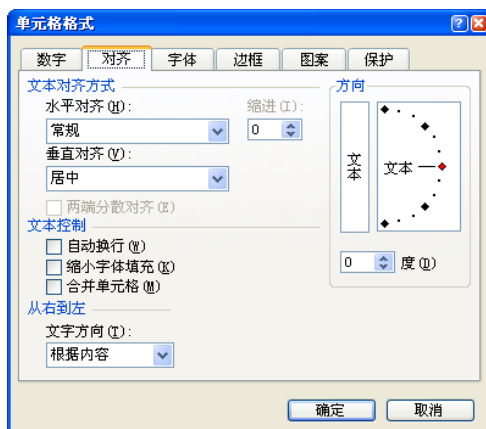 单元格格式
数字 对齐 字体 边框 图案 保护
文本对齐方式
水平对齐(H): 缩进(I):
常规 0
垂直对齐(V):
居中
两端分散对齐(E)
文本控制
自动换行(W)
缩小字体填充(K)
合并单元格(M)
从右到左
文字方向(T):
根据内容
方向
文本
文本
0 度(D)
确定 取消